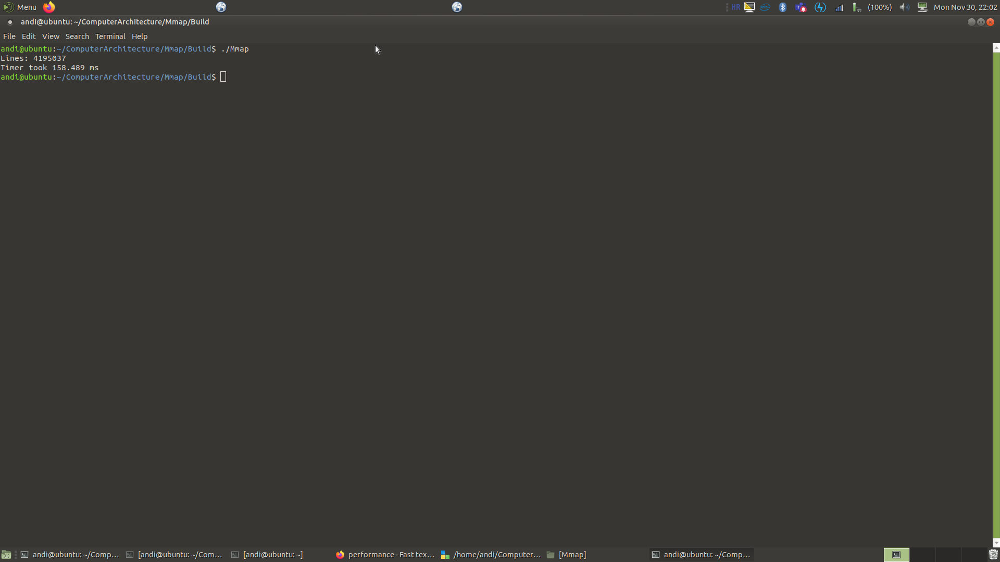 Menu
HR
intel
(100%)
Mon Nov 30, 22:02
andi@ubuntu: ~/ComputerArchitecture/Mmap/Build
File Edit View Search Terminal Help
andi@ubuntu:~/ComputerArchitecture/Mmap/Build$ ./Mmap
Lines: 4195037
Timer took 158.489 ms
andi@ubuntu:~/ComputerArchitecture/Mmap/Build$
andi@ubuntu: ~/Comp... [andi@ubuntu: ~/Com... [andi@ubuntu: ~] performance - Fast tex... /home/andi/Computer... [Mmap] andi@ubuntu: ~/Comp...